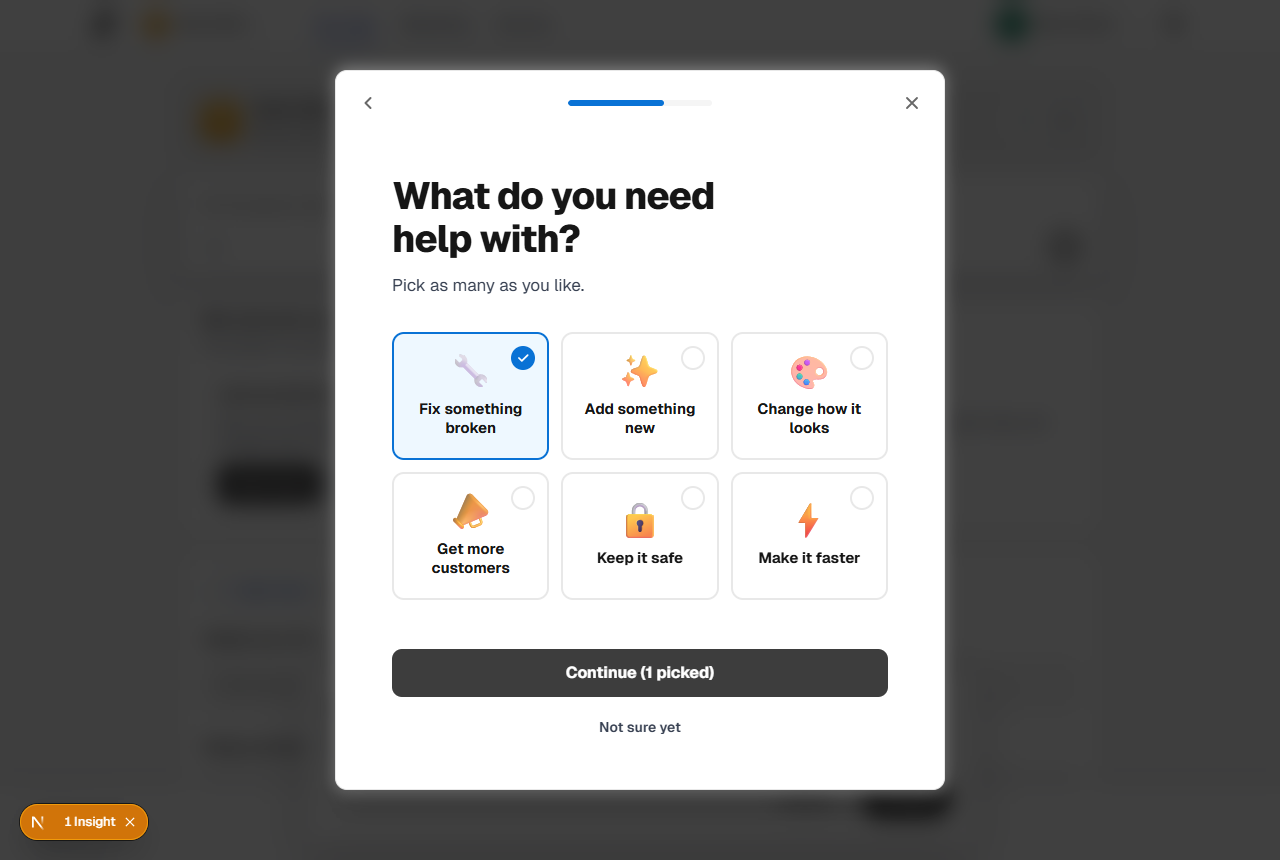 What do you need
help with?
Pick as many as you like.
Fix something
broken
Add something
new
Change how it
looks
Get more
customers
Keep it safe
Make it faster
Continue (1 picked)
Not sure yet
1 Insight